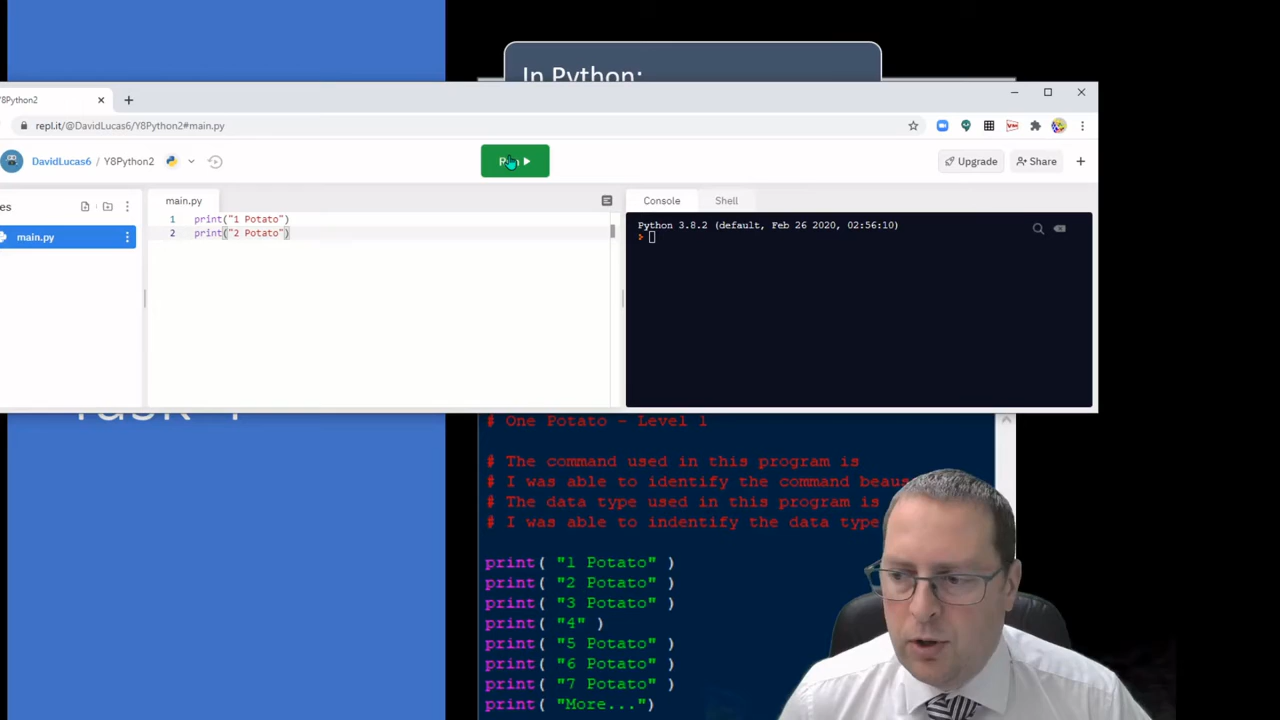 In Python:
Y8Python2
repl.it/@DavidLucas6/Y8Python2#main.py
DavidLucas6 / Y8Python2
Run
Upgrade
Share
main.py
main.py
1 print("1 Potato")
2 print("2 Potato")
Console
Shell
Python 3.8.2 (default, Feb 26 2020, 02:56:10)
# One Potato - Level 1
# The command used in this program is
# I was able to identify the command beaus
# The data type used in this program is
# I was able to indentify the data type
print( "1 Potato" )
print( "2 Potato" )
print( "3 Potato" )
print( "4" )
print( "5 Potato" )
print( "6 Potato" )
print( "7 Potato" )
print( "More...")